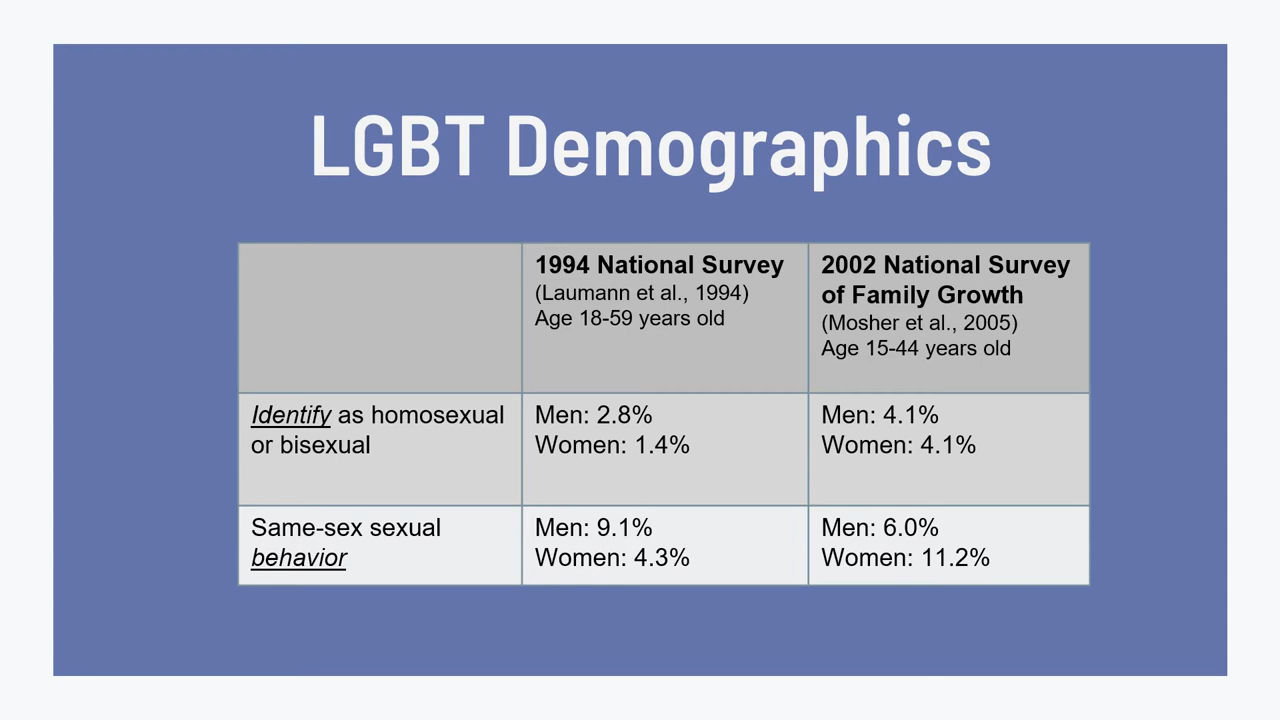 LGBT Demographics
1994 National Survey
(Laumann et al., 1994)
Age 18-59 years old
2002 National Survey
of Family Growth
(Mosher et al., 2005)
Age 15-44 years old
Identify as homosexual
or bisexual
Men: 2.8%
Women: 1.4%
Men: 4.1%
Women: 4.1%
Same-sex sexual
behavior
Men: 9.1%
Women: 4.3%
Men: 6.0%
Women: 11.2%